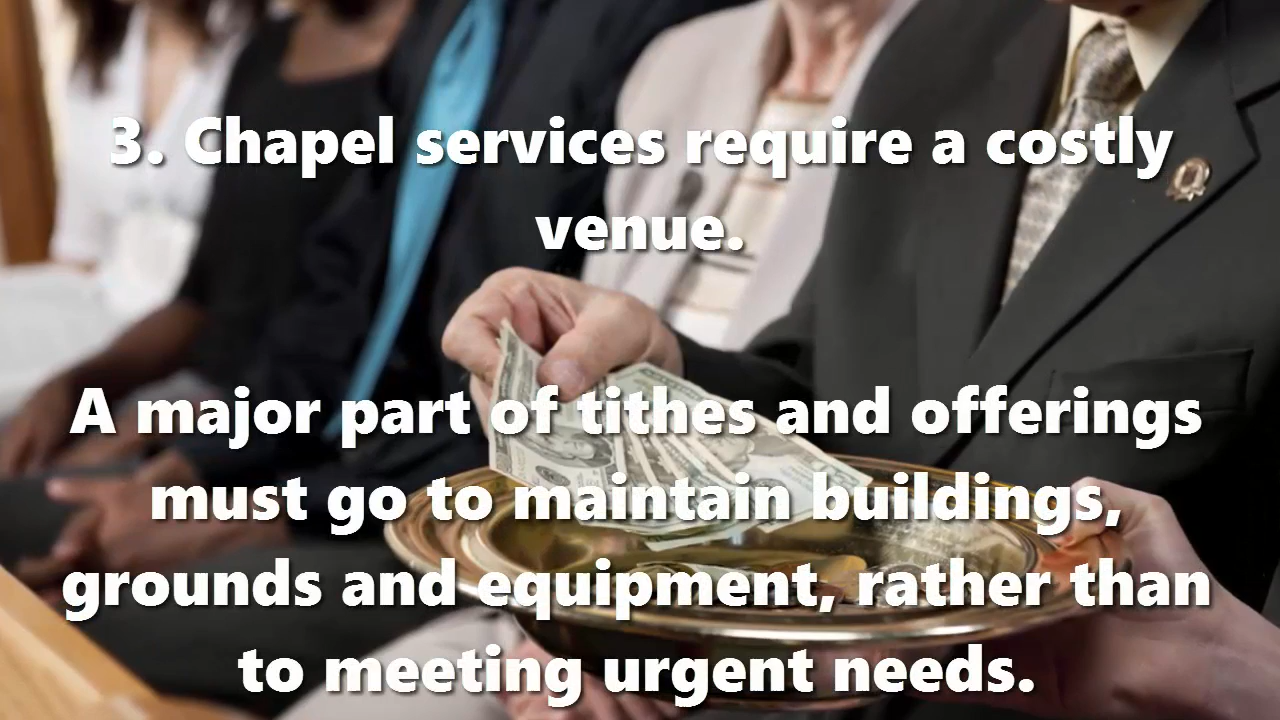 3. Chapel services require a costly
venue.
A major part of tithes and offerings
must go to maintain buildings,
grounds and equipment, rather than
to meeting urgent needs.